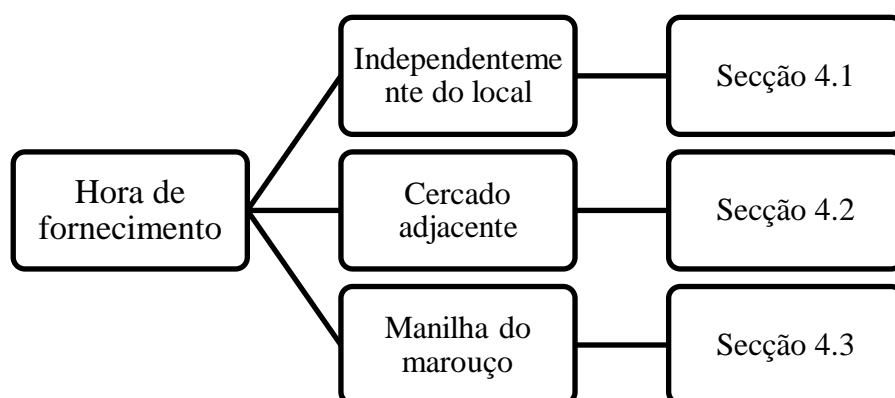 Hora de
fornecimento
Independenteme
nte do local
Secção 4.1
Cercado
adjacente
Secção 4.2
Manilha do
marouço
Secção 4.3